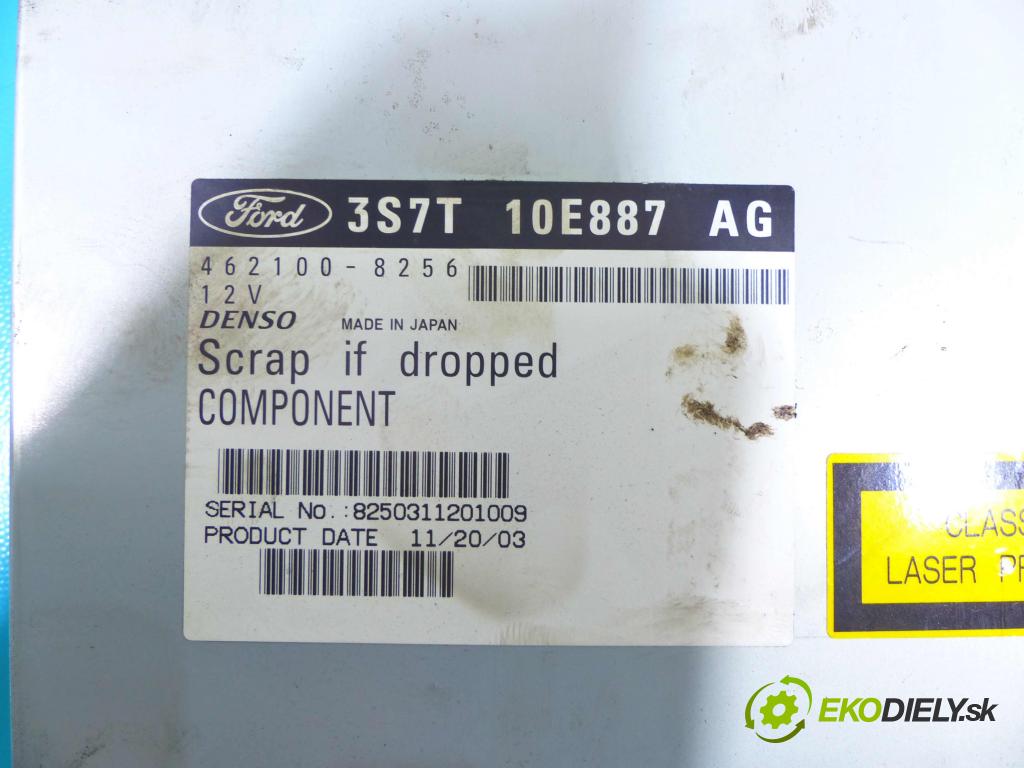 Ford 3S7T 10E887 AG
462100-8256
12V
DENSO MADE IN JAPAN
Scrap if dropped
COMPONENT
SERIAL No.:8250311201009
PRODUCT DATE 11/20/03
CLASS
LASER
EKODIELY.sk